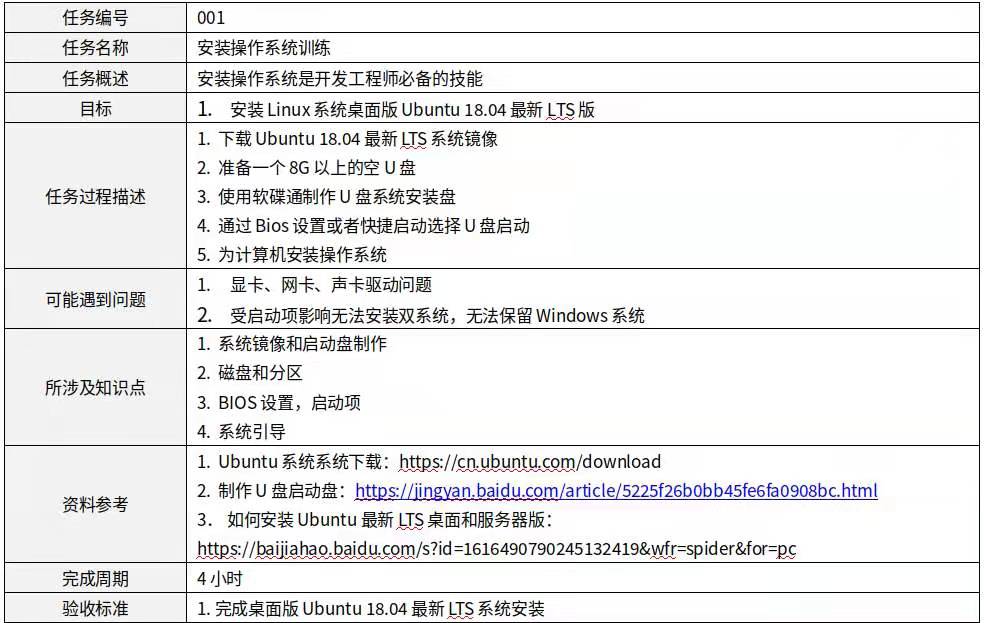 任务编号 001
任务名称 安装操作系统训练
任务概述 安装操作系统是开发工程师必备的技能
目标 1. 安装 Linux 系统桌面版 Ubuntu 18.04 最新 LTS 版
任务过程描述
1. 下载 Ubuntu 18.04 最新 LTS 系统镜像
2. 准备一个 8G 以上的空 U 盘
3. 使用软碟通制作 U 盘系统安装盘
4. 通过 Bios 设置或者快捷启动选择 U 盘启动
5. 为计算机安装操作系统
可能遇到问题
1. 显卡、网卡、声卡驱动问题
2. 受启动项影响无法安装双系统，无法保留 Windows 系统
所涉及知识点
1. 系统镜像和启动盘制作
2. 磁盘和分区
3. BIOS 设置，启动项
4. 系统引导
资料参考
1. Ubuntu 系统系统下载：https://cn.ubuntu.com/download
2. 制作 U 盘启动盘：https://jingyan.baidu.com/article/5225f26b0bb45fe6fa0908bc.html
3. 如何安装 Ubuntu 最新 LTS 桌面和服务器版：
https://baijiahao.baidu.com/s?id=1616490790245132419&wfr=spider&for=pc
完成周期 4 小时
验收标准 1. 完成桌面版 Ubuntu 18.04 最新 LTS 系统安装